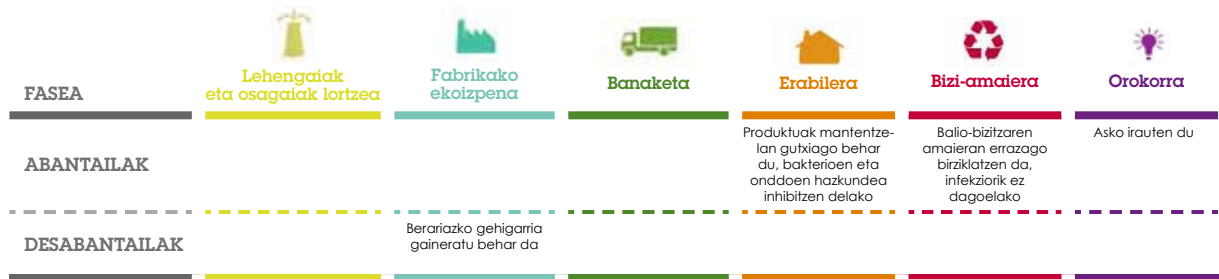 FASEA
Lehengaiak
eta osagaiak lortzea
Fabrikako
ekoizpena
Banaketa
Erabilera
Bizi-amaiera
Orokorra
ABANTAILAK
Produktuak mantentze-
lan gutxiago behar
du, bakterioen eta
onddoen hazkundea
inhibitzen delako
Balio-bizitzaren
amaieran errazago
birziklatzen da,
infekziorik ez
dagoelako
Asko irauten du
DESABANTAILAK
Berariazko gehigarria
gaineratu behar da